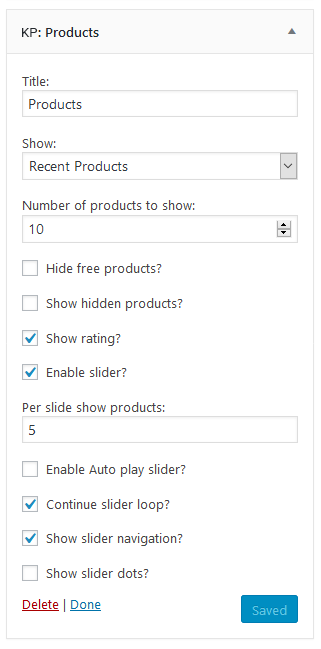 KP: Products
Title:
Products
Show:
Recent Products
Number of products to show:
10
Hide free products?
Show hidden products?
Show rating?
Enable slider?
Per slide show products:
5
Enable Auto play slider?
Continue slider loop?
Show slider navigation?
Show slider dots?
Delete | Done
Saved